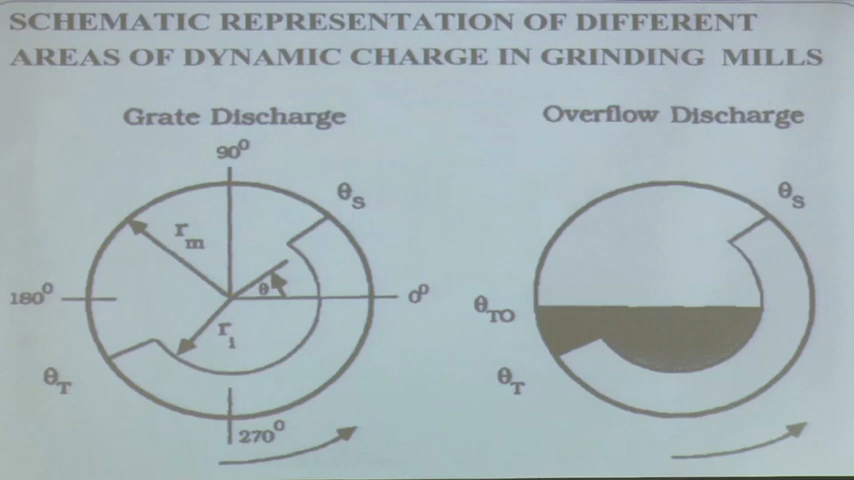 SCHEMATIC REPRESENTATION OF DIFFERENT
AREAS OF DYNAMIC CHARGE IN GRINDING MILLS
Grate Discharge
Overflow Discharge
90⁰
θS
θS
rm
180⁰
θ
0⁰
θTO
ri
θT
θT
270⁰